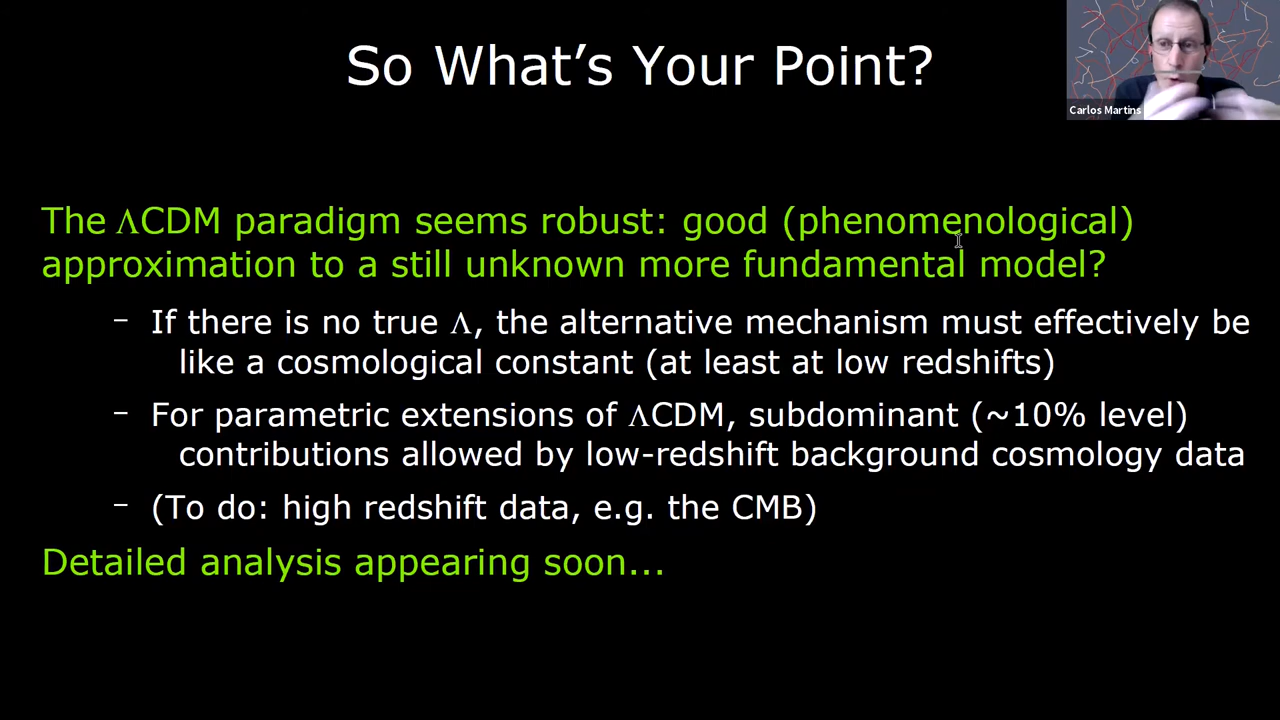 So What’s Your Point?
Carlos Martins
The ΛCDM paradigm seems robust: good (phenomenological)
approximation to a still unknown more fundamental model?
– If there is no true Λ, the alternative mechanism must effectively be
like a cosmological constant (at least at low redshifts)
– For parametric extensions of ΛCDM, subdominant (~10% level)
contributions allowed by low-redshift background cosmology data
– (To do: high redshift data, e.g. the CMB)
Detailed analysis appearing soon...